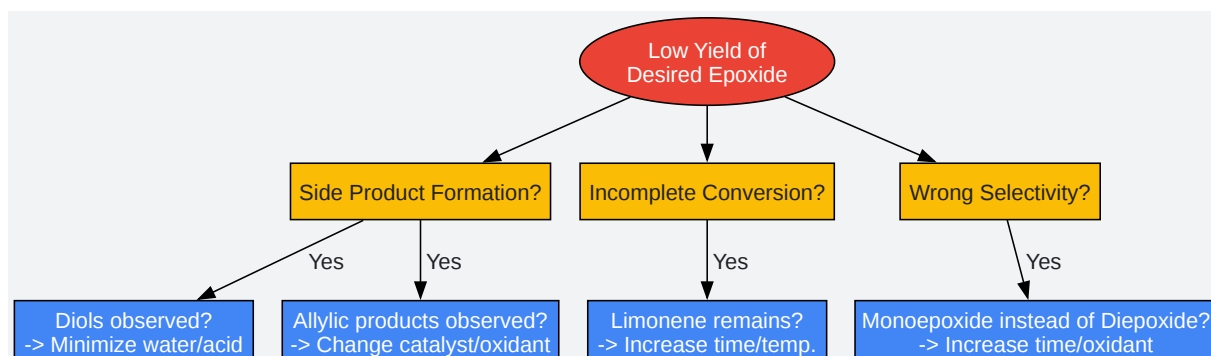 Low Yield of
Desired Epoxide
Side Product Formation?
Incomplete Conversion?
Wrong Selectivity?
Yes
Yes
Yes
Yes
Diols observed?
-> Minimize water/acid
Allylic products observed?
-> Change catalyst/oxidant
Limonene remains?
-> Increase time/temp.
Monoepoxide instead of Diepoxide?
-> Increase time/oxidant